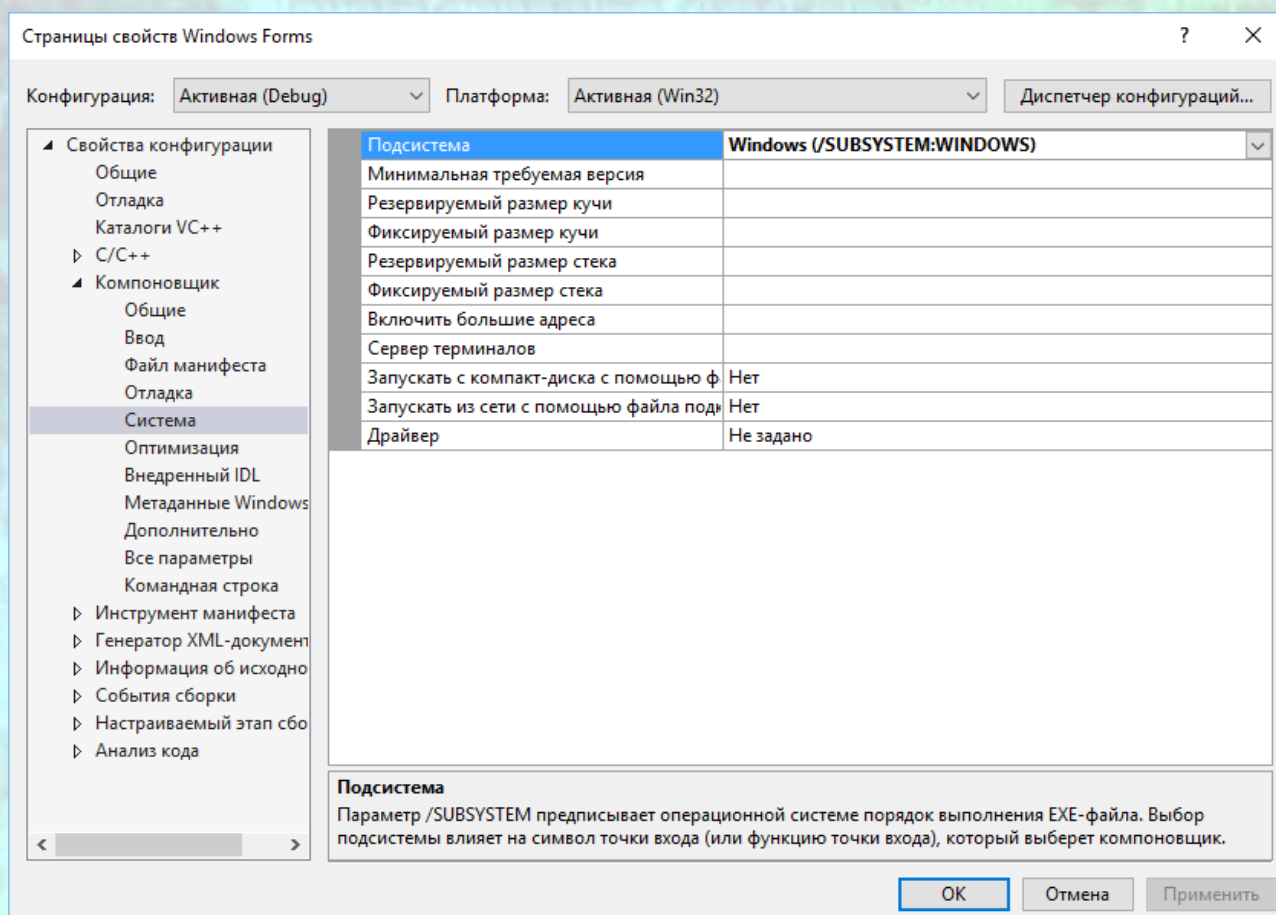 Страницы свойств Windows Forms
?
Конфигурация: Активная (Debug) Платформа: Активная (Win32) Диспетчер конфигураций...
Свойства конфигурации
Общие
Отладка
Каталоги VC++
C/C++
Компоновщик
Общие
Ввод
Файл манифеста
Отладка
Система
Оптимизация
Внедренный IDL
Метаданные Windows
Дополнительно
Все параметры
Командная строка
Инструмент манифеста
Генератор XML-документ
Информация об исходно
События сборки
Настраиваемый этап сбо
Анализ кода
Подсистема Windows (/SUBSYSTEM:WINDOWS)
Минимальная требуемая версия
Резервируемый размер кучи
Фиксируемый размер кучи
Резервируемый размер стека
Фиксируемый размер стека
Включить большие адреса
Сервер терминалов
Запускать с компакт-диска с помощью ф Нет
Запускать из сети с помощью файла подк Нет
Драйвер Не задано
Подсистема
Параметр /SUBSYSTEM предписывает операционной системе порядок выполнения EXE-файла. Выбор
подсистемы влияет на символ точки входа (или функцию точки входа), который выберет компоновщик.
ОК Отмена Применить